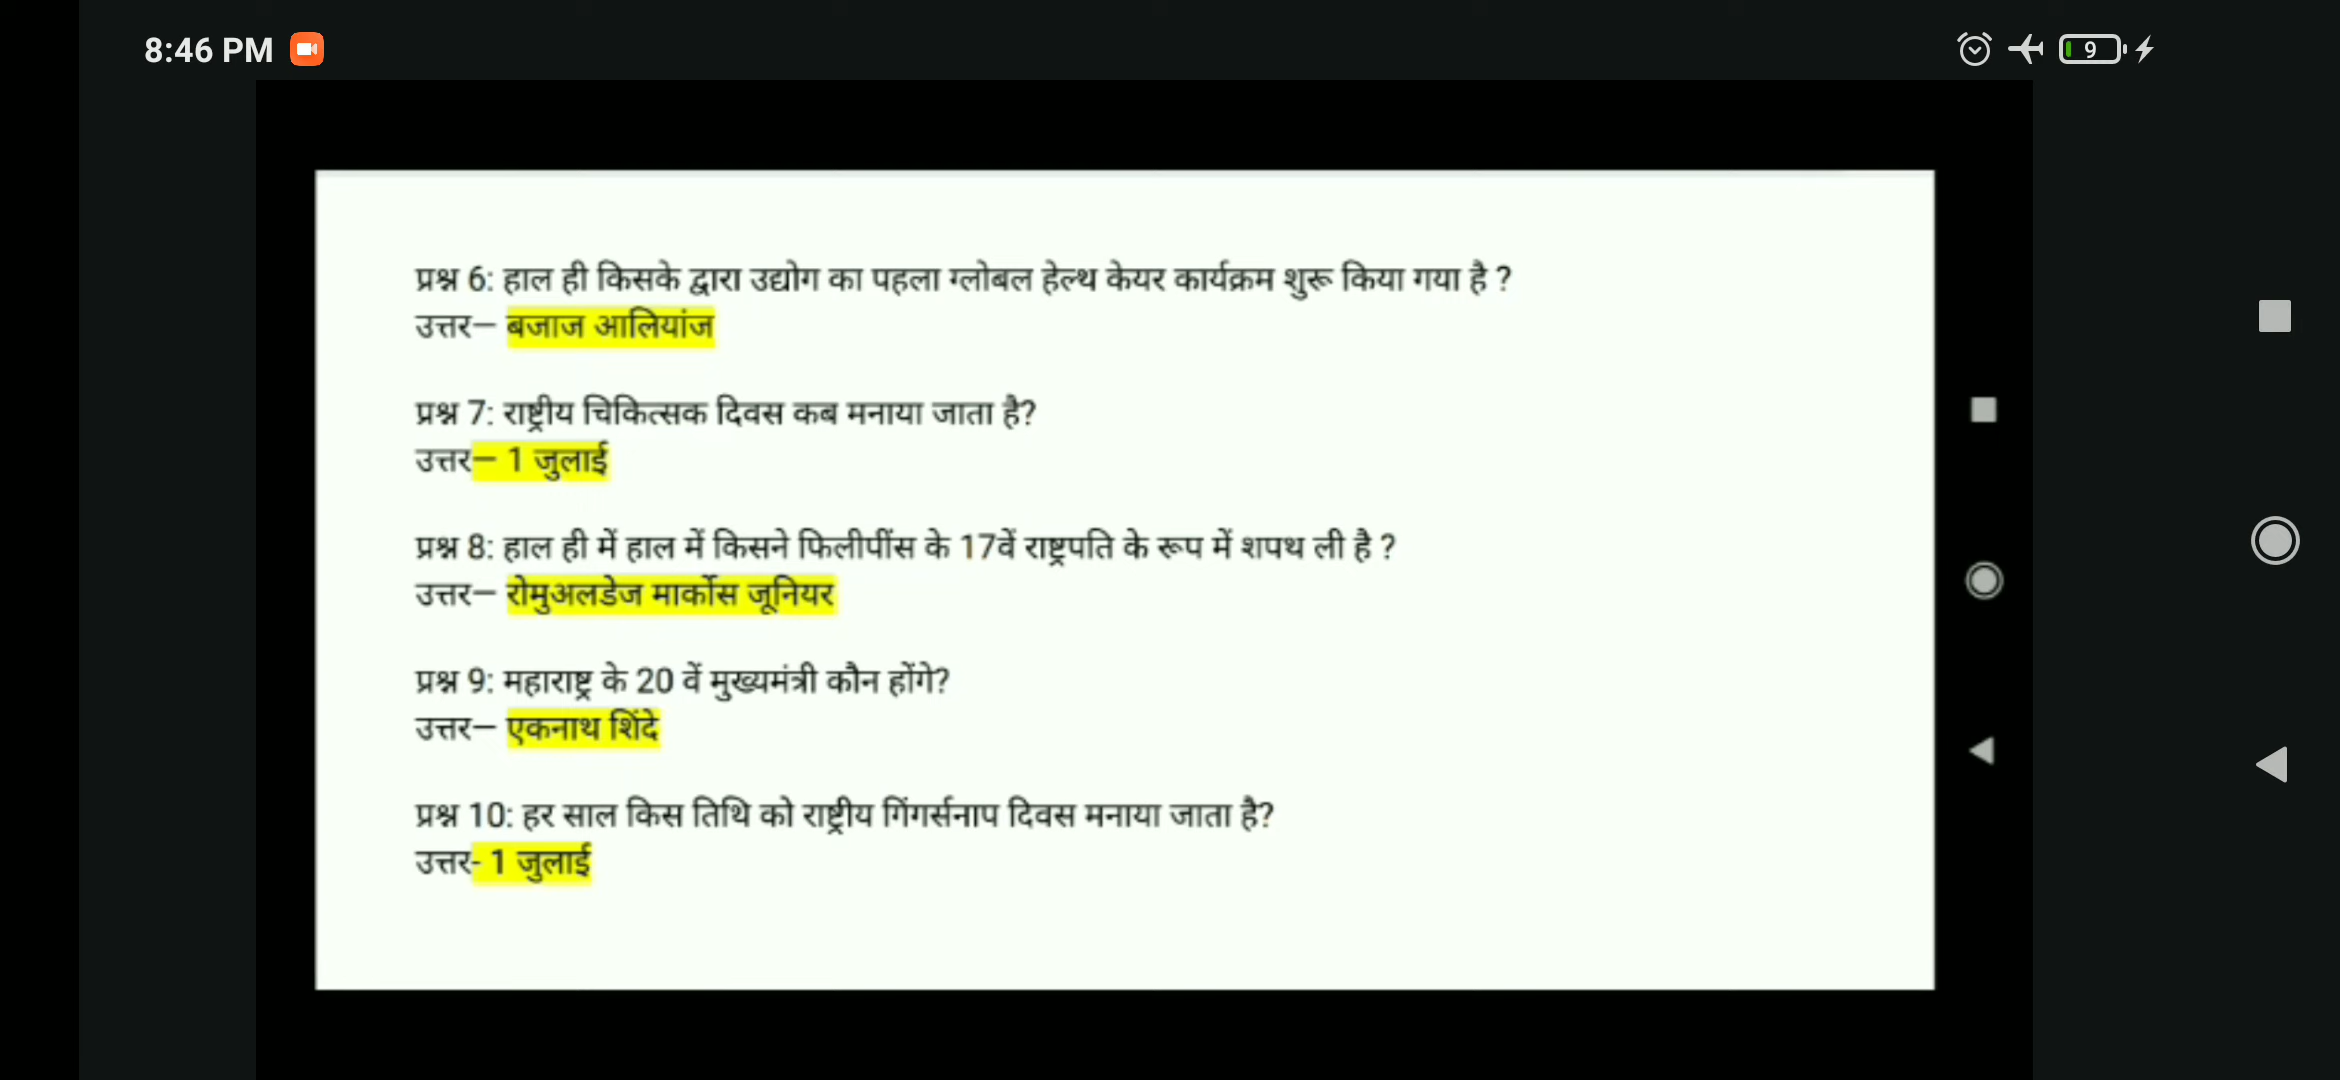 8:46 PM
9
प्रश्न 6: हाल ही किसके द्वारा उद्योग का पहला ग्लोबल हेल्थ केयर कार्यक्रम शुरू किया गया है ?
उत्तर– बजाज आलियांज
प्रश्न 7: राष्ट्रीय चिकित्सक दिवस कब मनाया जाता है?
उत्तर– 1 जुलाई
प्रश्न 8: हाल ही में हाल में किसने फिलीपींस के 17वें राष्ट्रपति के रूप में शपथ ली है ?
उत्तर– रोमुअलडेज मार्कोस जूनियर
प्रश्न 9: महाराष्ट्र के 20 वें मुख्यमंत्री कौन होंगे?
उत्तर– एकनाथ शिंदे
प्रश्न 10: हर साल किस तिथि को राष्ट्रीय गिंगर्सनाप दिवस मनाया जाता है?
उत्तर- 1 जुलाई